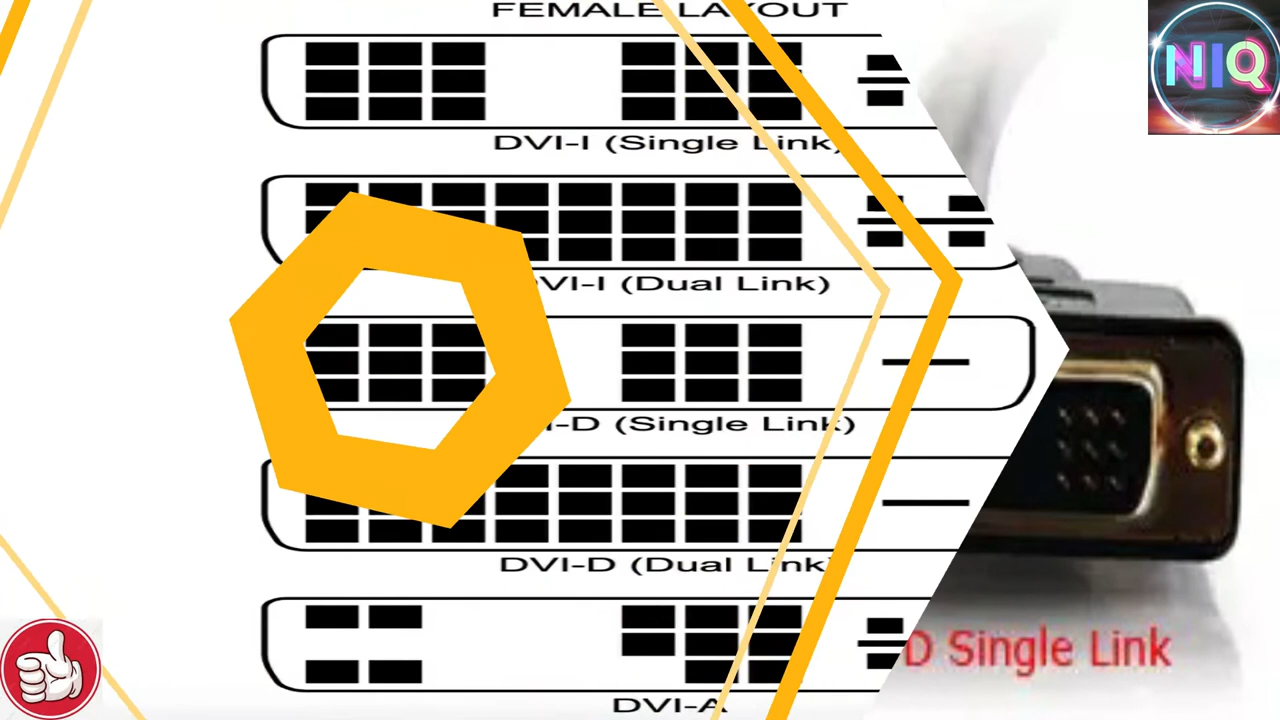 FEMALE LAYOUT
NIQ
DVI-I (Single Link)
VI-I (Dual Link)
I-D (Single Link)
DVI-D (Dual Link)
D Single Link
DVI-A